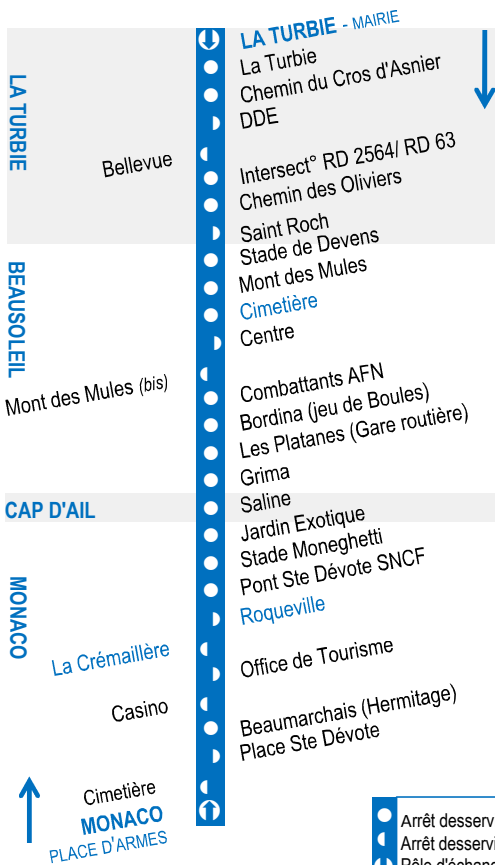 LA TURBIE - MAIRIE
La Turbie
Chemin du Cros d'Asnier
DDE
LA TURBIE
Bellevue
Intersect° RD 2564/ RD 63
Chemin des Oliviers
Saint Roch
Stade de Devens
BEAUSOLEIL
Mont des Mules
Cimetière
Centre
Mont des Mules (bis)
Combattants AFN
Bordina (jeu de Boules)
Les Platanes (Gare routière)
Grima
CAP D'AIL
Saline
Jardin Exotique
Stade Moneghetti
Pont Ste Dévote SNCF
MONACO
Roqueville
La Crémaillère
Office de Tourisme
Casino
Beaumarchais (Hermitage)
Place Ste Dévote
Cimetière
MONACO
PLACE D'ARMES
Arrêt desserv
Arrêt desservi
Pôle d'échang